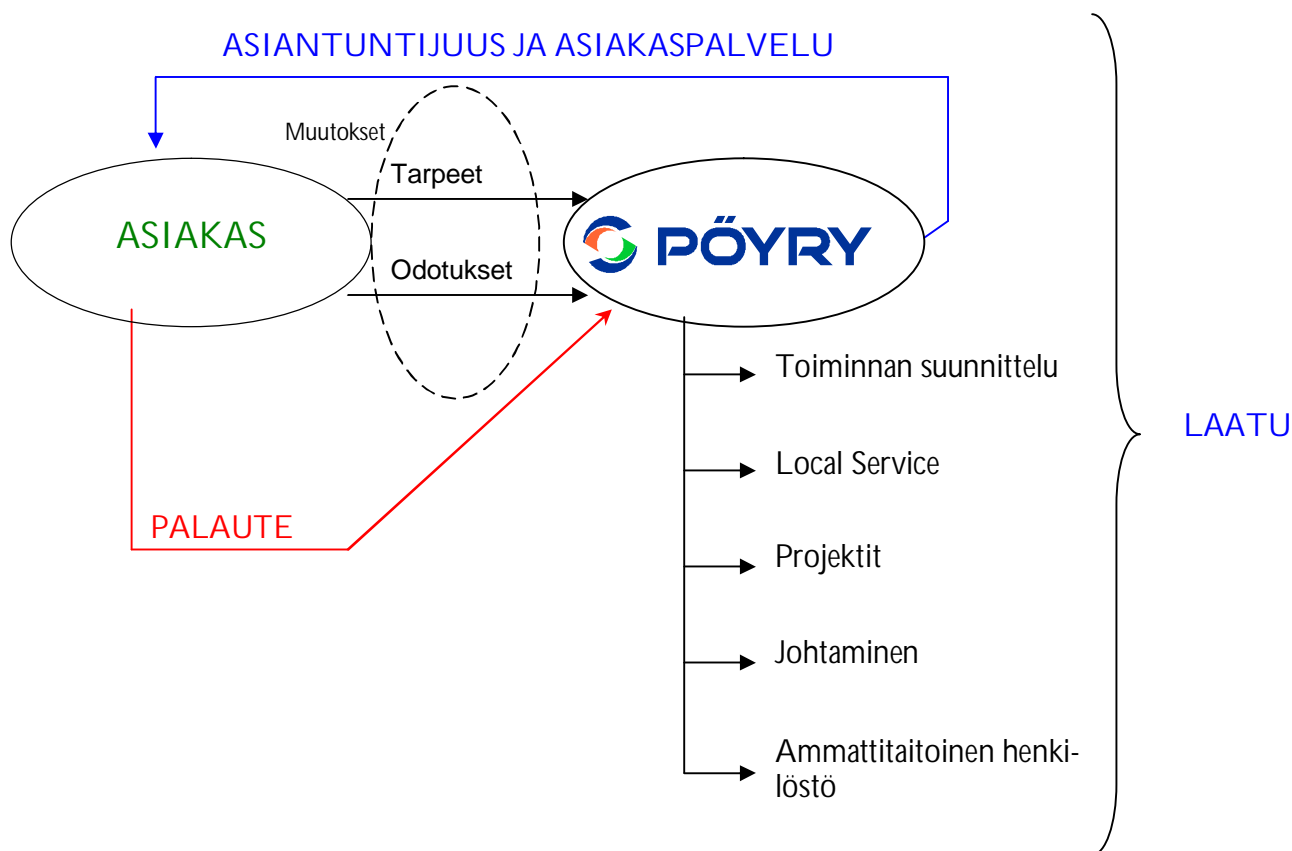 ASIANTUNTIJUUS JA ASIAKASPALVELU
Muutokset
Tarpeet
ASIAKAS
PÖYRY
Odotukset
Toiminnan suunnittelu
LAATU
Local Service
PALAUTE
Projektit
Johtaminen
Ammattitaitoinen henki-
löstö